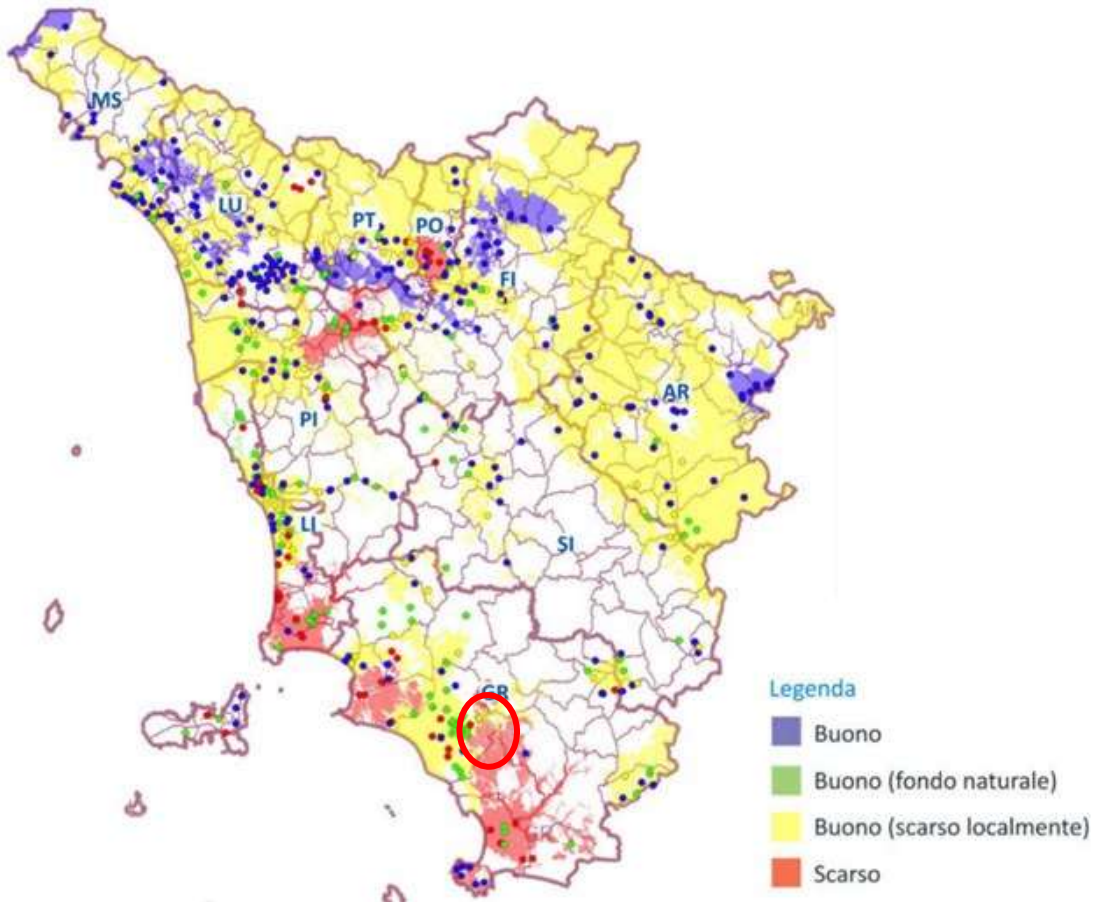 MS
LU
PT
PO
FI
AR
PI
LI
SI
GR
Legenda
Buono
Buono (fondo naturale)
Buono (scarso localmente)
Scarso